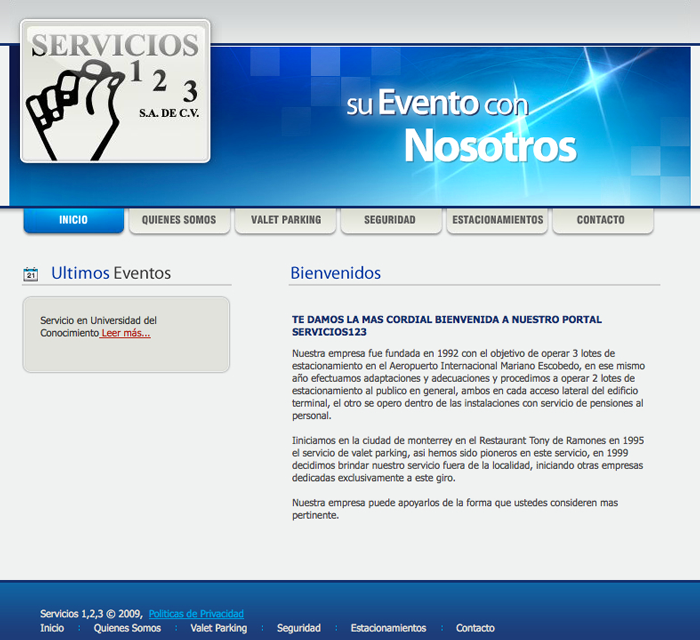 SERVICIOS
1 2 3
S.A. DE C.V.
su Evento con
Nosotros
INICIO
QUIENES SOMOS
VALET PARKING
SEGURIDAD
ESTACIONAMIENTOS
CONTACTO
21
Ultimos Eventos
Servicio en Universidad del
Conocimiento Leer más...
Bienvenidos
TE DAMOS LA MAS CORDIAL BIENVENIDA A NUESTRO PORTAL
SERVICIOS123
Nuestra empresa fue fundada en 1992 con el objetivo de operar 3 lotes de
estacionamiento en el Aeropuerto Internacional Mariano Escobedo, en ese mismo
año efectuamos adaptaciones y adecuaciones y procedimos a operar 2 lotes de
estacionamiento al publico en general, ambos en cada acceso lateral del edificio
terminal, el otro se opero dentro de las instalaciones con servicio de pensiones al
personal.
Iiniciamos en la ciudad de monterrey en el Restaurant Tony de Ramones en 1995
el servicio de valet parking, asi hemos sido pioneros en este servicio, en 1999
decidimos brindar nuestro servicio fuera de la localidad, iniciando otras empresas
dedicadas exclusivamente a este giro.
Nuestra empresa puede apoyarlos de la forma que ustedes consideren mas
pertinente.
Servicios 1,2,3 © 2009, Politicas de Privacidad
Inicio : Quienes Somos : Valet Parking : Seguridad : Estacionamientos : Contacto